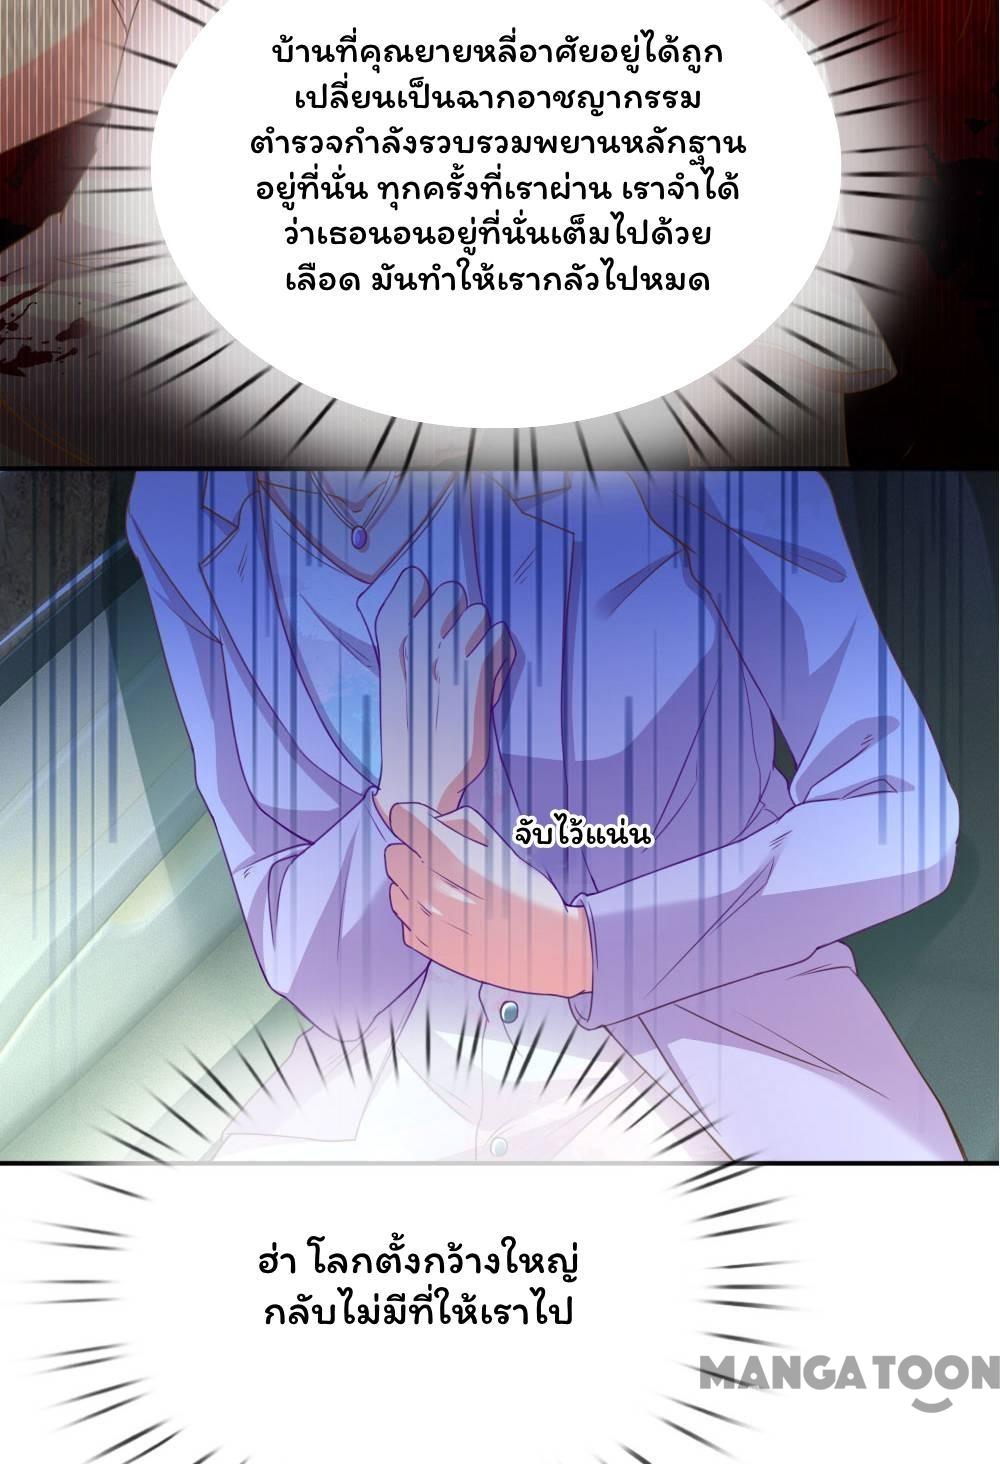 บ้านที่คุณยายหลี่อาศัยอยู่ได้ถูก
เปลี่ยนเป็นฉากอาชญากรรม
ตำรวจกำลังรวบรวมพยานหลักฐาน
อยู่ที่นั่น ทุกครั้งที่เราผ่าน เราจำได้
ว่าเธอนอนอยู่ที่นั่นเต็มไปด้วย
เลือด มันทำให้เรากลัวไปหมด
จับไว้แน่น
ฮ่า โลกตั้งกว้างใหญ่
กลับไม่มีที่ให้เราไป
MANGATOON